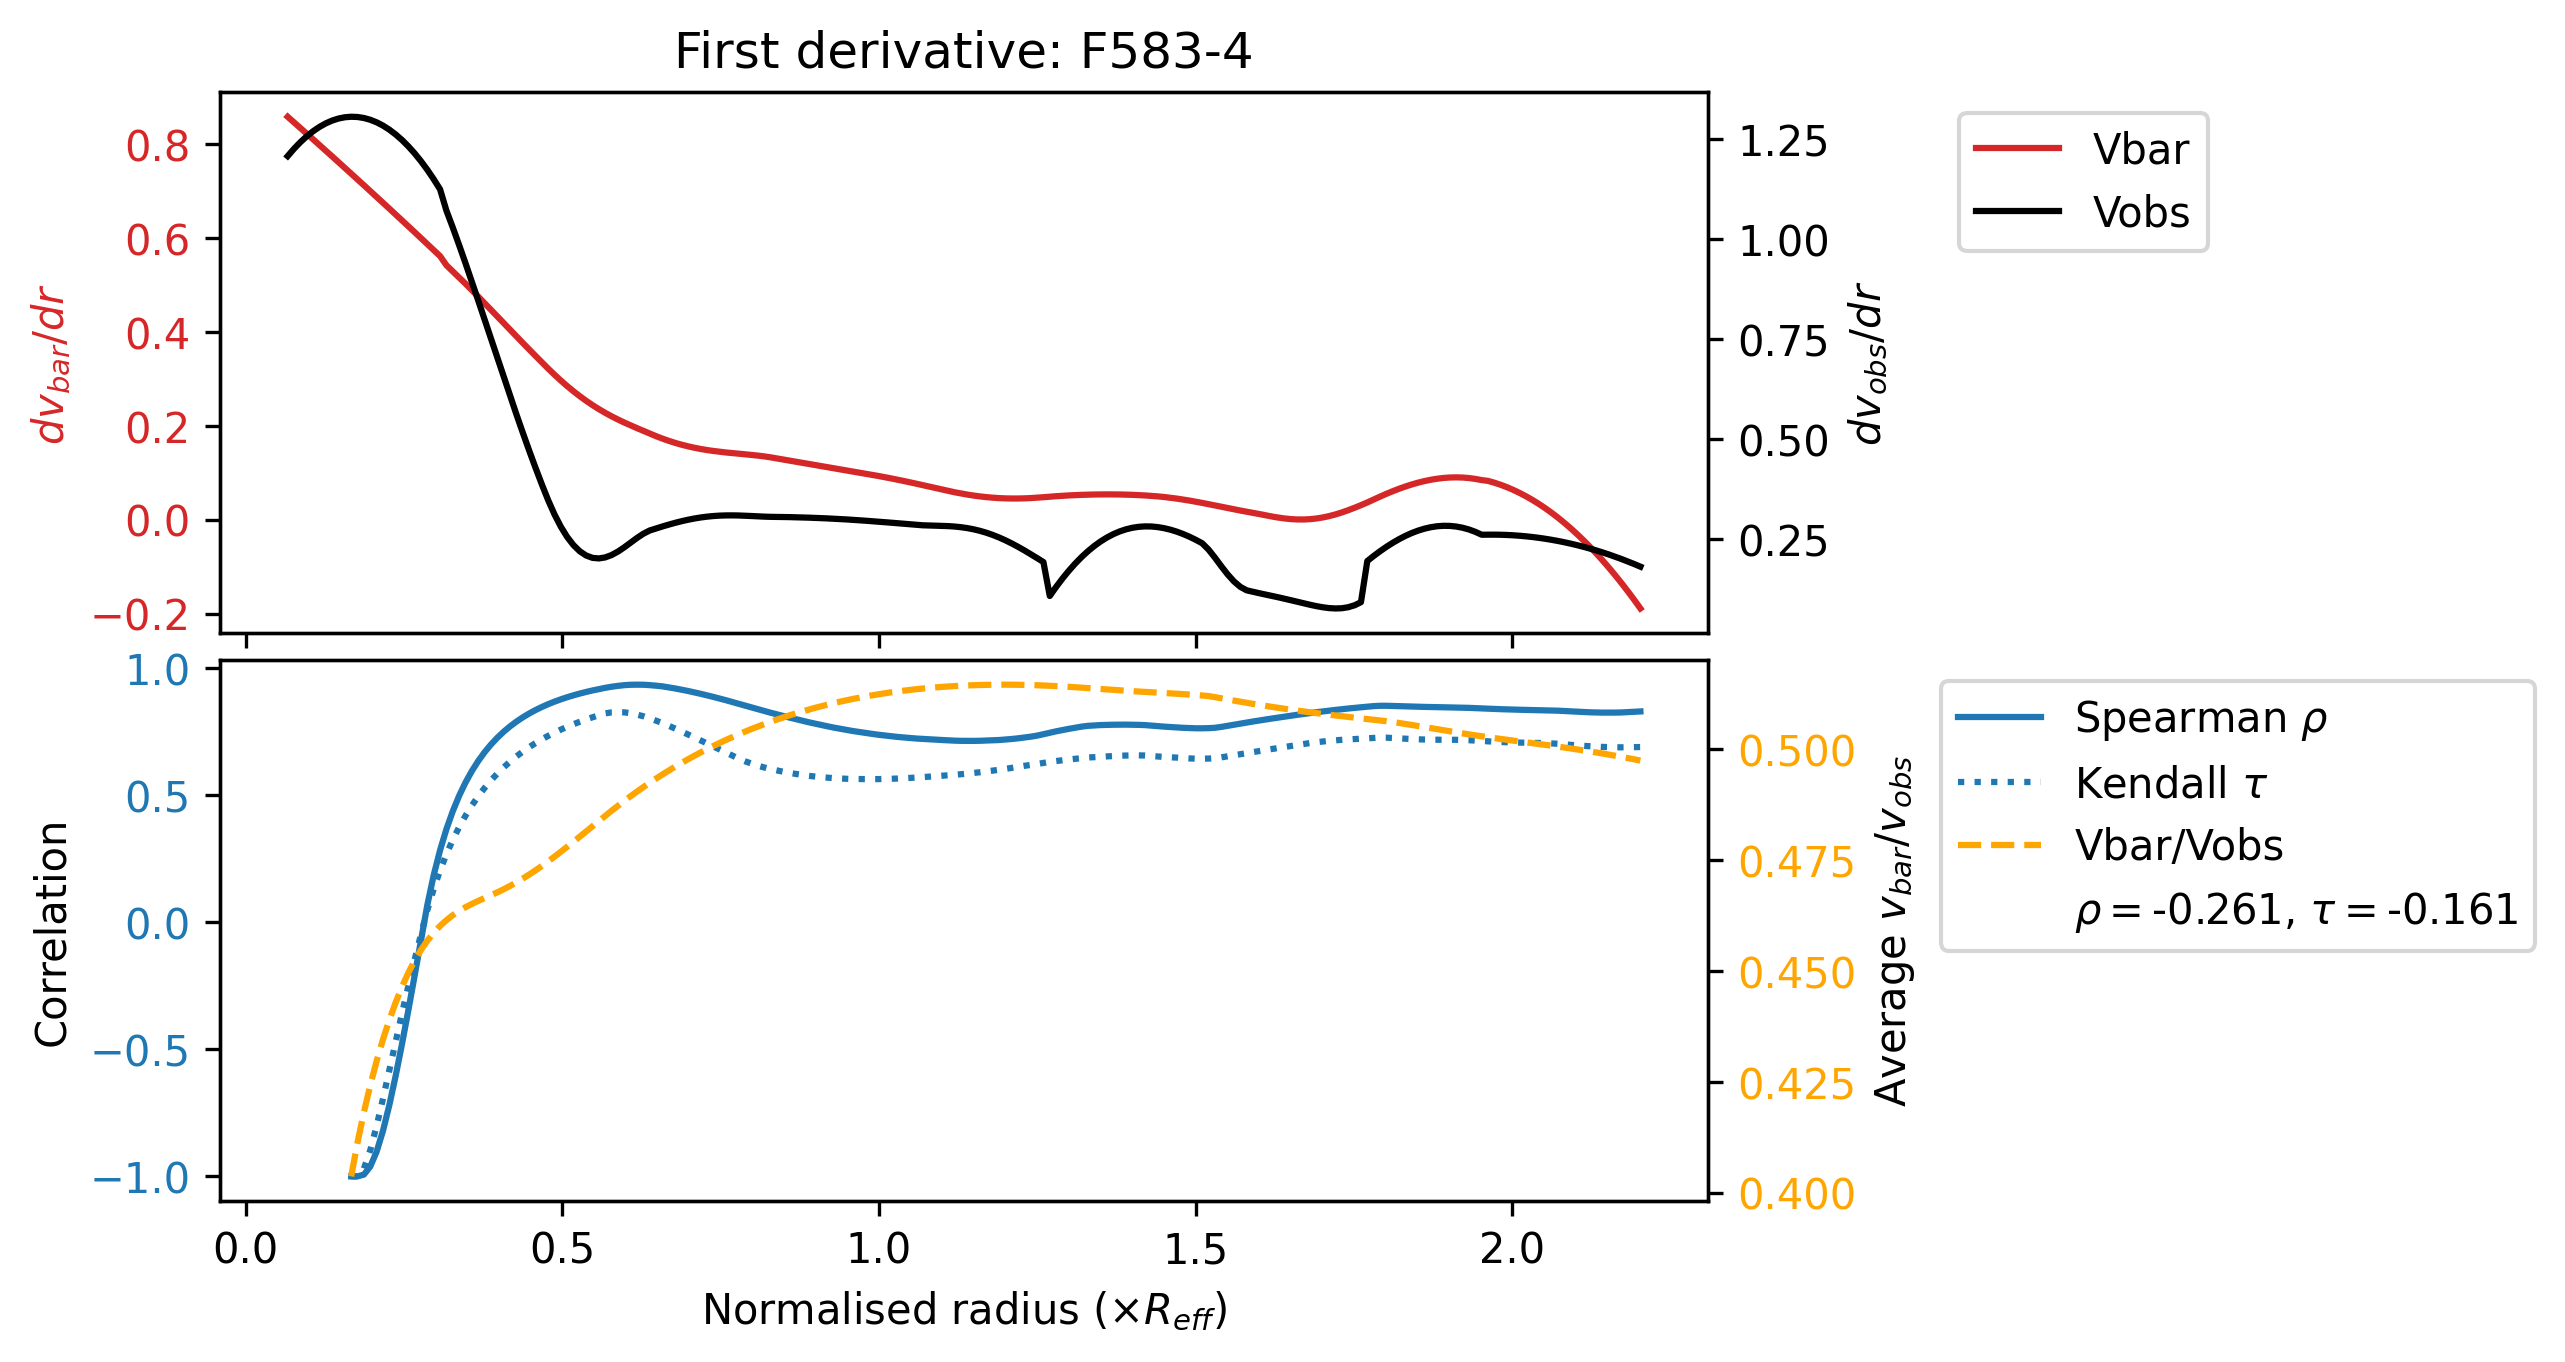 First derivative: F583-4
0.8
0.6
0.4
0.2
0.0
−0.2
dv_bar/dr
1.25
1.00
0.75
0.50
0.25
dv_obs/dr
Vbar
Vobs
1.0
0.5
0.0
−0.5
−1.0
Correlation
0.500
0.475
0.450
0.425
0.400
Average v_bar/v_obs
Spearman ρ
Kendall τ
Vbar/Vobs
ρ = -0.261, τ = -0.161
0.0 0.5 1.0 1.5 2.0
Normalised radius (×R_eff)